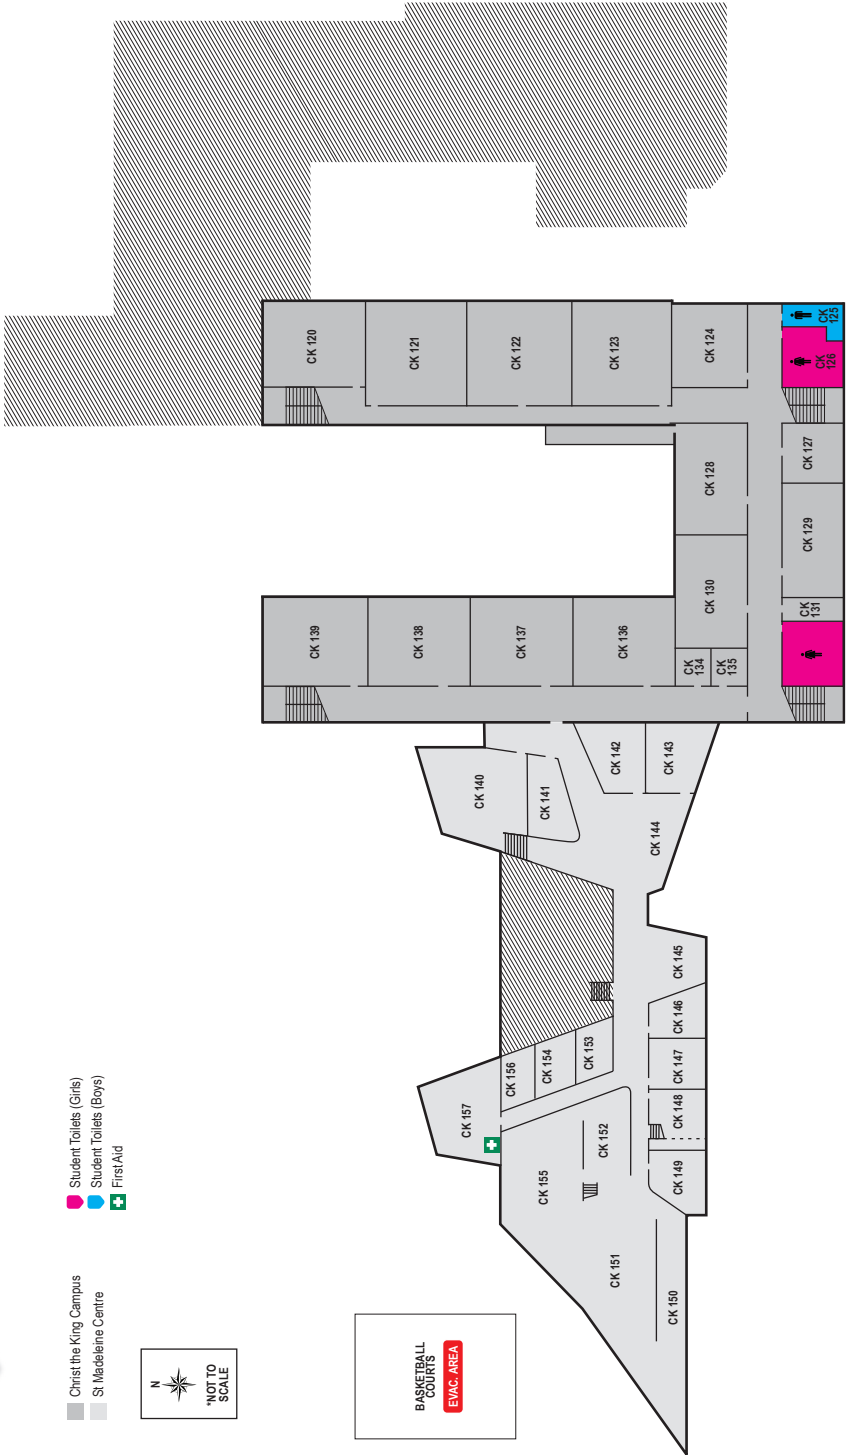 CK 120
CK 121
CK 122
CK 123
CK 124
CK
125
CK
126
CK 127
CK 128
CK 129
CK 130
CK
131
CK
134
CK
135
CK 136
CK 137
CK 138
CK 139
CK 140
CK 141
CK 142
CK 143
CK 144
CK 145
CK 146
CK 147
CK 148
CK 149
CK 150
CK 151
CK 152
CK 153
CK 154
CK 155
CK 156
CK 157
Student Toilets (Girls)
Student Toilets (Boys)
First Aid
Christ the King Campus
St Madeleine Centre
N
*NOT TO
SCALE
BASKETBALL
COURTS
EVAC. AREA